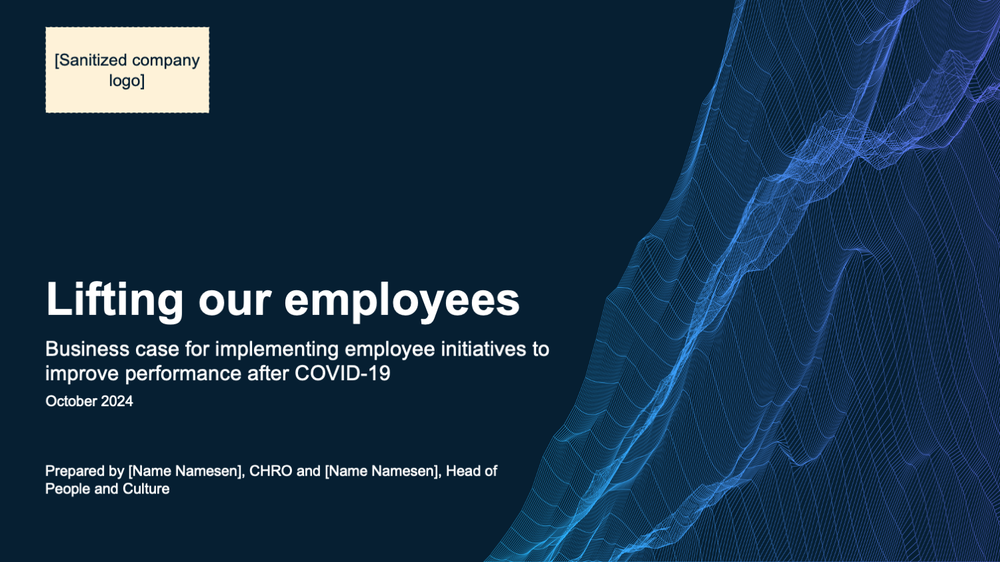 [Sanitized company
logo]
Lifting our employees
Business case for implementing employee initiatives to
improve performance after COVID-19
October 2024
Prepared by [Name Namesen], CHRO and [Name Namesen], Head of
People and Culture